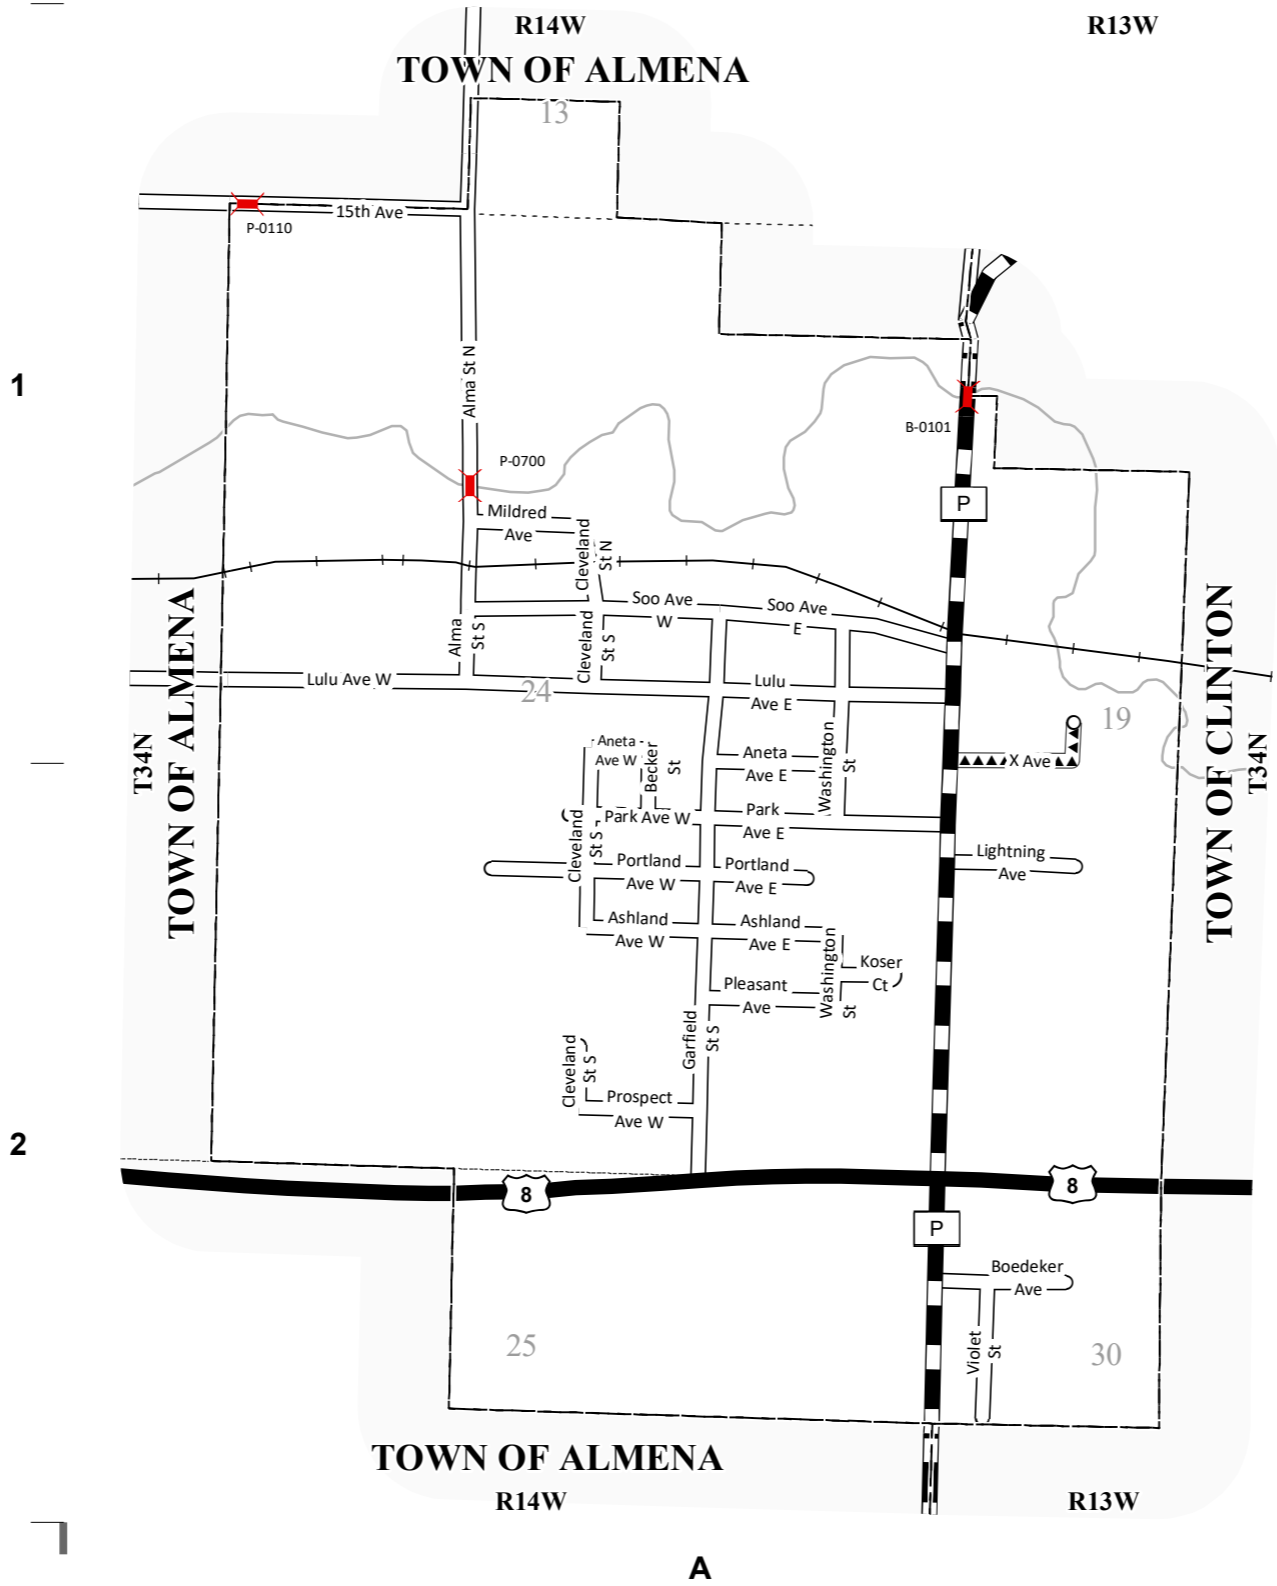 R14W
R13W
TOWN OF ALMENA
13
15th Ave
P-0110
1
Alma St N
B-0101
P-0700
P
Mildred
Ave
Cleveland
St N
Soo Ave
W
Soo Ave
E
Alma
St S
Cleveland
St S
Lulu Ave W
24
Lulu
Ave E
TOWN OF ALMENA
T34N
TOWN OF CLINTON
T34N
19
Aneta
Ave W
Becker
St
Aneta
Ave E
Washington
St
X Ave
Park Ave W
Park
Ave E
Cleveland
St S
Portland
Ave W
Portland
Ave E
Lightning
Ave
Ashland
Ave W
Ashland
Ave E
Washington
St
Koser
Ct
Pleasant
Ave
Garfield
St S
Cleveland
St S
Prospect
Ave W
2
8
8
P
Boedeker
Ave
Violet
St
25
30
TOWN OF ALMENA
R14W
R13W
A